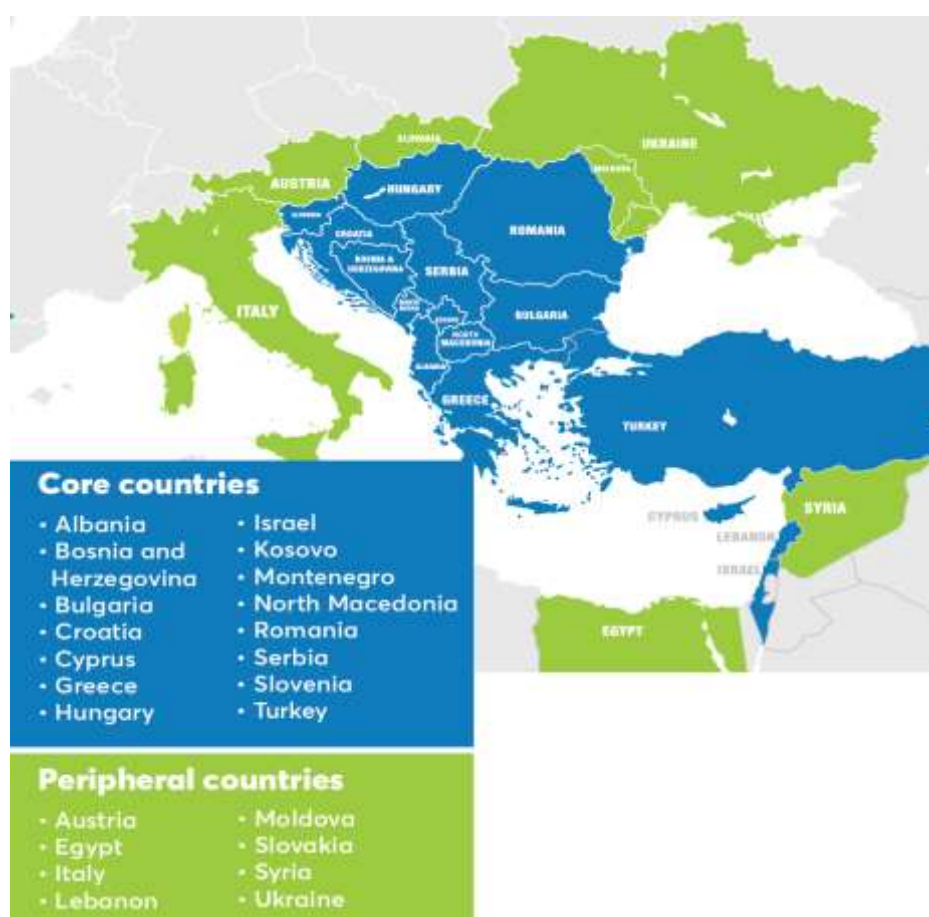 SLOVAKIA
UKRAINE
MOLDOVA
AUSTRIA
HUNGARY
SLOVENIA
CROATIA
ROMANIA
BOSNIA &
HERZEGOWNA
SERBIA
ITALY
BULGARIA
KOSOVO
NORTH
MACEDONIA
ALBANIA
GREECE
TURKEY
SYRIA
CYPRUS
LEBANON
ISRAEL
EGYPT
Core countries
• Albania
• Bosnia and
Herzegovina
• Bulgaria
• Croatia
• Cyprus
• Greece
• Hungary
• Israel
• Kosovo
• Montenegro
• North Macedonia
• Romania
• Serbia
• Slovenia
• Turkey
Peripheral countries
• Austria
• Egypt
• Italy
• Lebanon
• Moldova
• Slovakia
• Syria
• Ukraine